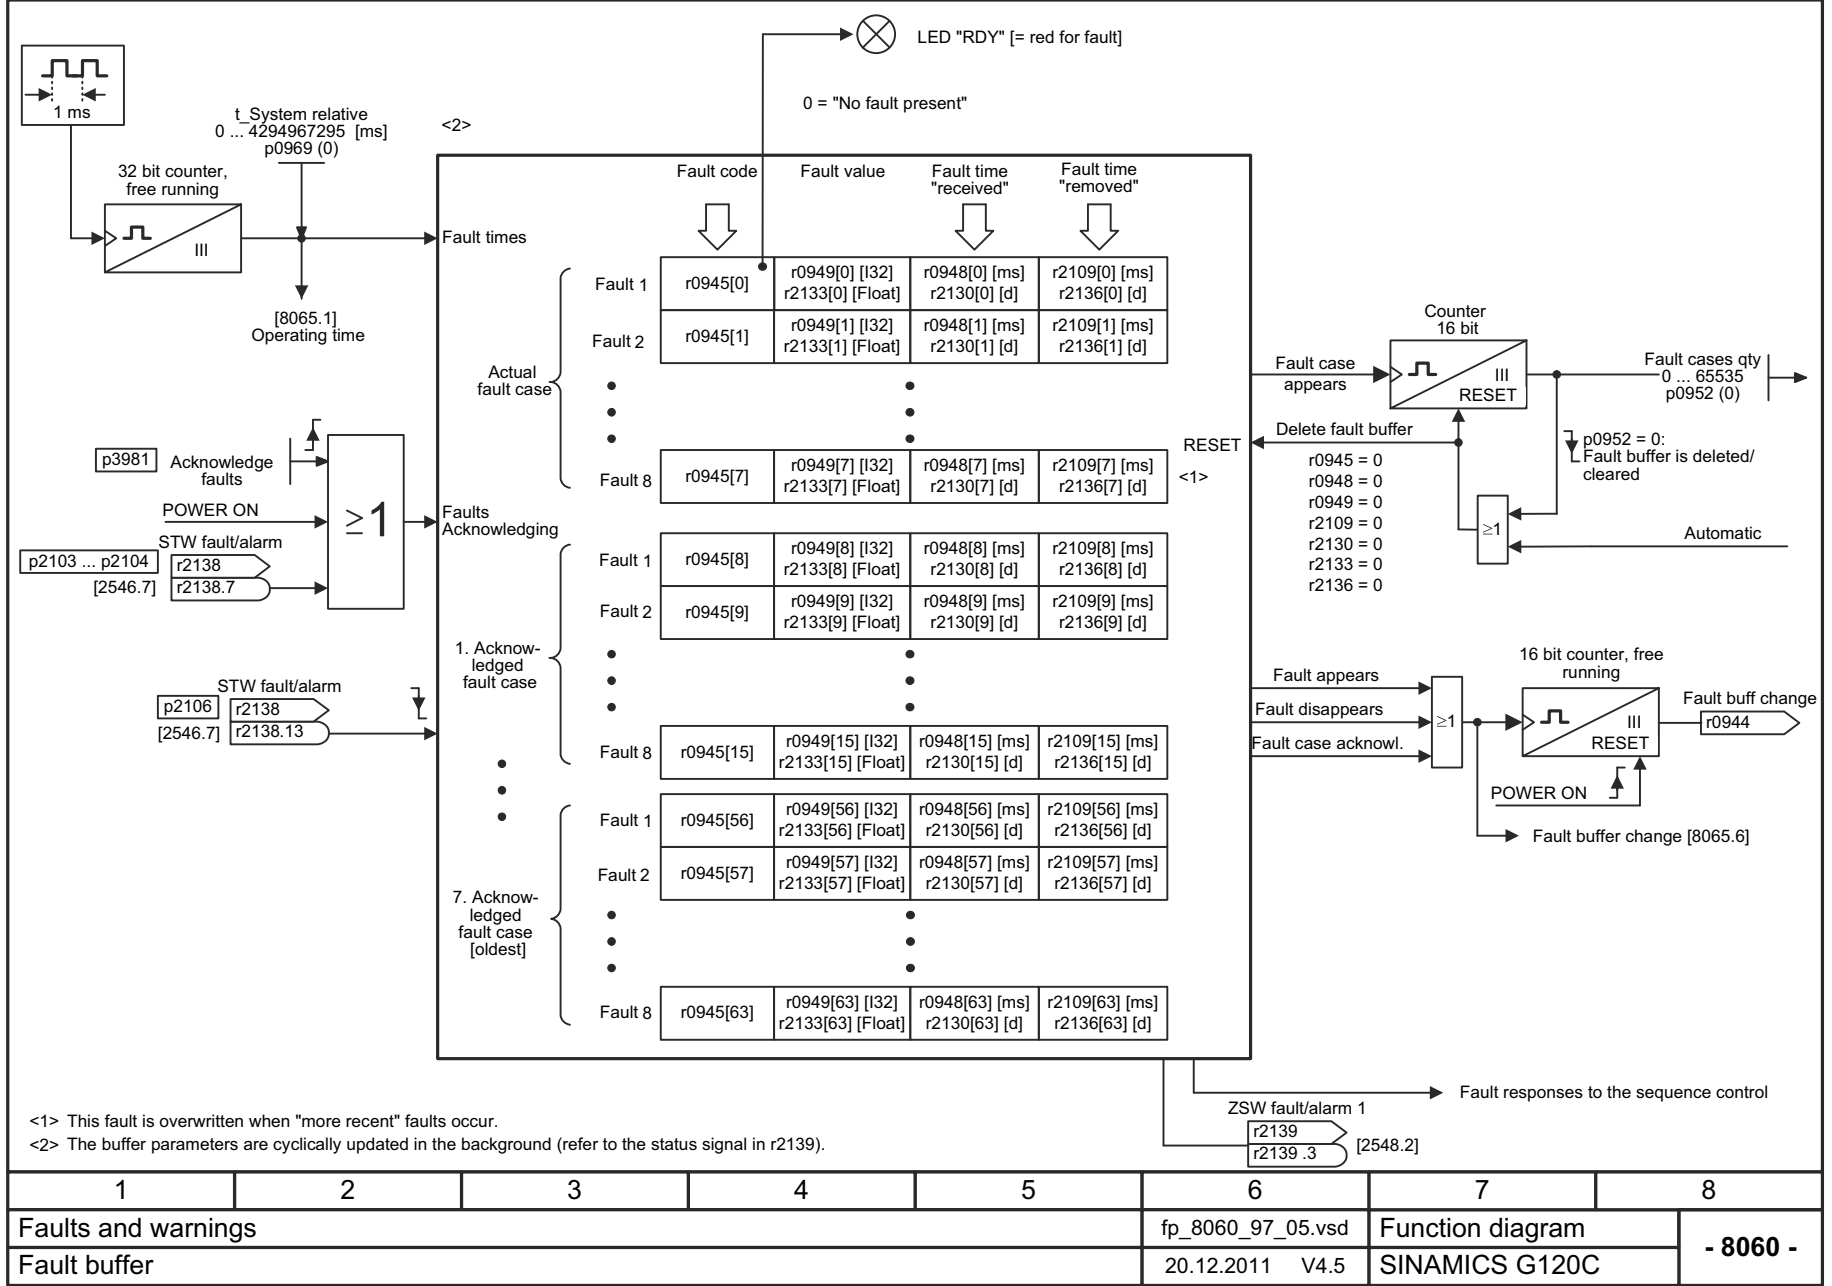 LED "RDY" [= red for fault]
1 ms
0 = "No fault present"
t_System relative
0 ... 4294967295 [ms]
p0969 (0)
<2>
32 bit counter,
free running
III
Fault times
[8065.1]
Operating time
Fault code
Fault value
Fault time
"received"
Fault time
"removed"
Actual
fault case
Fault 1
r0945[0]
r0949[0] [I32]
r2133[0] [Float]
r0948[0] [ms]
r2130[0] [d]
r2109[0] [ms]
r2136[0] [d]
Fault 2
r0945[1]
r0949[1] [I32]
r2133[1] [Float]
r0948[1] [ms]
r2130[1] [d]
r2109[1] [ms]
r2136[1] [d]
Fault 8
r0945[7]
r0949[7] [I32]
r2133[7] [Float]
r0948[7] [ms]
r2130[7] [d]
r2109[7] [ms]
r2136[7] [d]
RESET
<1>
p3981
Acknowledge
faults
POWER ON
STW fault/alarm
p2103 ... p2104
r2138
[2546.7]
r2138.7
≥1
Faults
Acknowledging
1. Acknow-
ledged
fault case
Fault 1
r0945[8]
r0949[8] [I32]
r2133[8] [Float]
r0948[8] [ms]
r2130[8] [d]
r2109[8] [ms]
r2136[8] [d]
Fault 2
r0945[9]
r0949[9] [I32]
r2133[9] [Float]
r0948[9] [ms]
r2130[9] [d]
r2109[9] [ms]
r2136[9] [d]
Fault 8
r0945[15]
r0949[15] [I32]
r2133[15] [Float]
r0948[15] [ms]
r2130[15] [d]
r2109[15] [ms]
r2136[15] [d]
STW fault/alarm
p2106
r2138
[2546.7]
r2138.13
7. Acknow-
ledged
fault case
[oldest]
Fault 1
r0945[56]
r0949[56] [I32]
r2133[56] [Float]
r0948[56] [ms]
r2130[56] [d]
r2109[56] [ms]
r2136[56] [d]
Fault 2
r0945[57]
r0949[57] [I32]
r2133[57] [Float]
r0948[57] [ms]
r2130[57] [d]
r2109[57] [ms]
r2136[57] [d]
Fault 8
r0945[63]
r0949[63] [I32]
r2133[63] [Float]
r0948[63] [ms]
r2130[63] [d]
r2109[63] [ms]
r2136[63] [d]
Counter
16 bit
Fault case
appears
III
RESET
Fault cases qty
0 ... 65535
p0952 (0)
Delete fault buffer
r0945 = 0
r0948 = 0
r0949 = 0
r2109 = 0
r2130 = 0
r2133 = 0
r2136 = 0
p0952 = 0:
Fault buffer is deleted/
cleared
≥1
Automatic
16 bit counter, free
running
Fault appears
Fault disappears
Fault case acknowl.
≥1
III
RESET
Fault buff change
r0944
POWER ON
Fault buffer change [8065.6]
Fault responses to the sequence control
ZSW fault/alarm 1
r2139
r2139 .3
[2548.2]
<1> This fault is overwritten when "more recent" faults occur.
<2> The buffer parameters are cyclically updated in the background (refer to the status signal in r2139).
1 2 3 4 5 6 7 8
Faults and warnings
fp_8060_97_05.vsd
Function diagram
- 8060 -
Fault buffer
20.12.2011 V4.5
SINAMICS G120C